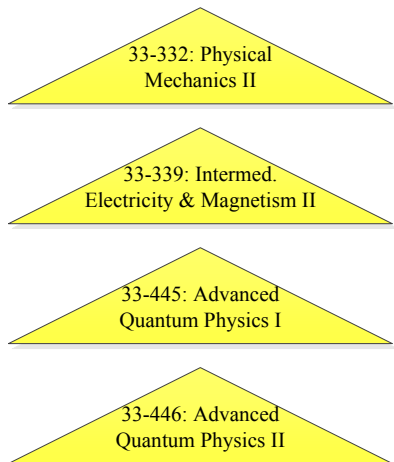 33-332: Physical
Mechanics II
33-339: Intermed.
Electricity & Magnetism II
33-445: Advanced
Quantum Physics I
33-446: Advanced
Quantum Physics II